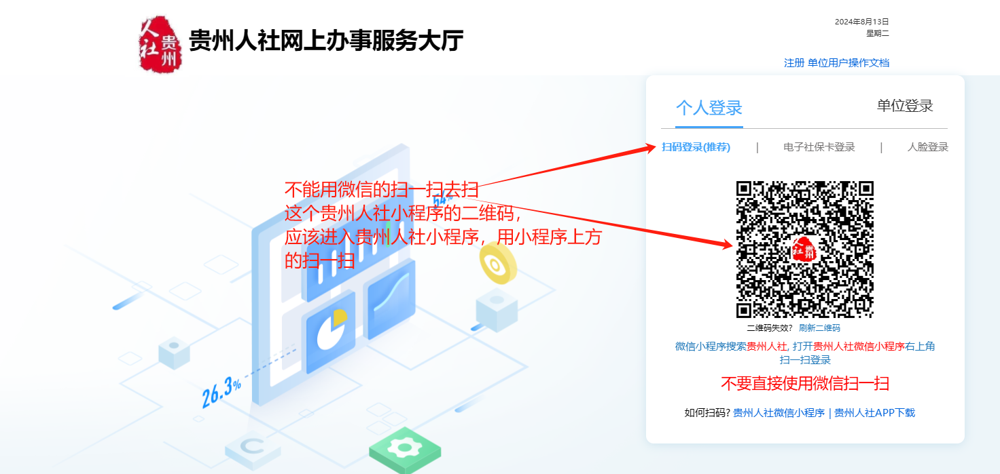 人社
贵州
贵州人社网上办事服务大厅
2024年8月13日
星期二
注册 单位用户操作文档
个人登录
单位登录
扫码登录(推荐) | 电子社保卡登录 | 人脸登录
不能用微信的扫一扫去扫
54%
这个贵州人社小程序的二维码，
应该进入贵州人社小程序，用小程序上方
的扫一扫
人社
贵州
二维码失效? 刷新二维码
微信小程序搜索贵州人社, 打开贵州人社微信小程序右上角
扫一扫登录
不要直接使用微信扫一扫
26.3%
如何扫码? 贵州人社微信小程序 | 贵州人社APP下载
C